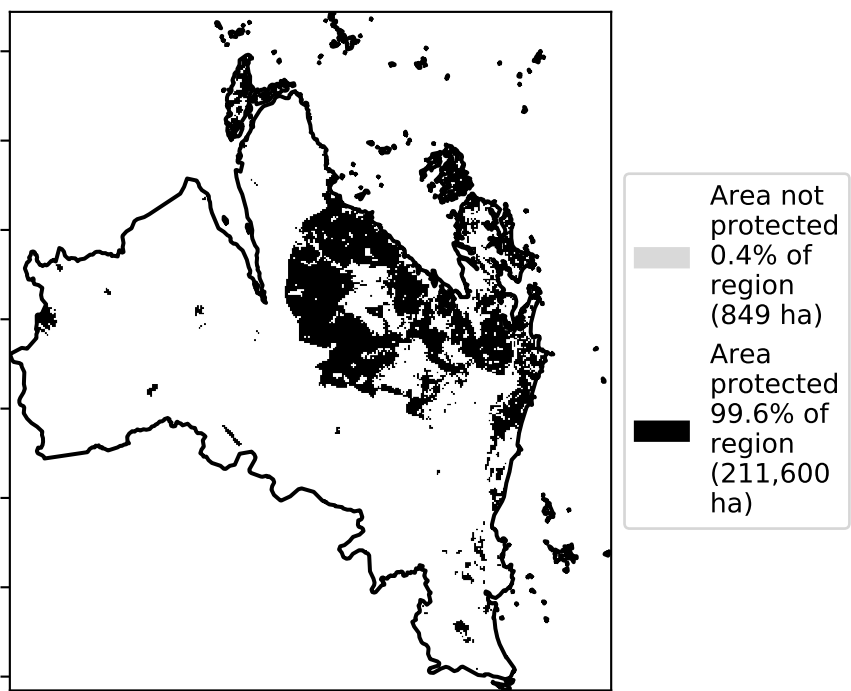 Area not
protected
0.4% of
region
(849 ha)
Area
protected
99.6% of
region
(211,600
ha)